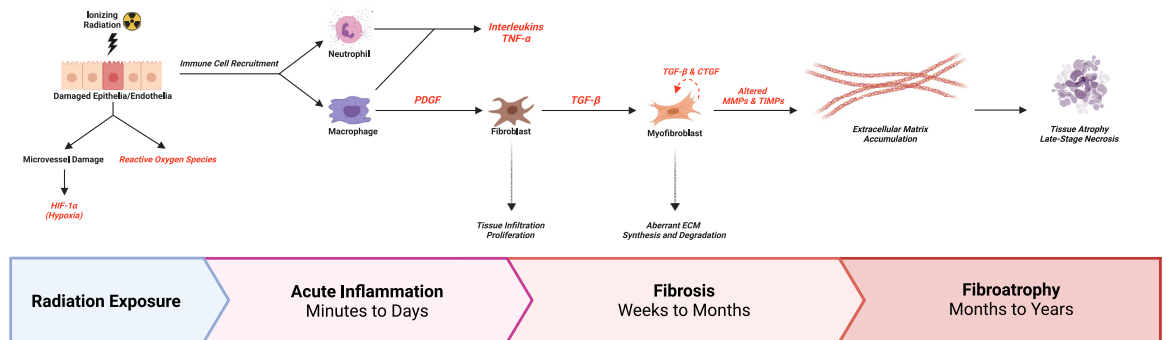 Ionizing
Radiation
Damaged Epithelia/Endothelia
Microvessel Damage
Reactive Oxygen Species
HIF-1α
(Hypoxia)
Immune Cell Recruitment
Neutrophil
Macrophage
Interleukins
TNF-α
PDGF
Fibroblast
Tissue Infiltration
Proliferation
TGF-β
TGF-β & CTGF
Myofibroblast
Aberrant ECM
Synthesis and Degradation
Altered
MMPs & TIMPs
Extracellular Matrix
Accumulation
Tissue Atrophy
Late-Stage Necrosis
Radiation Exposure
Acute Inflammation
Minutes to Days
Fibrosis
Weeks to Months
Fibroatrophy
Months to Years